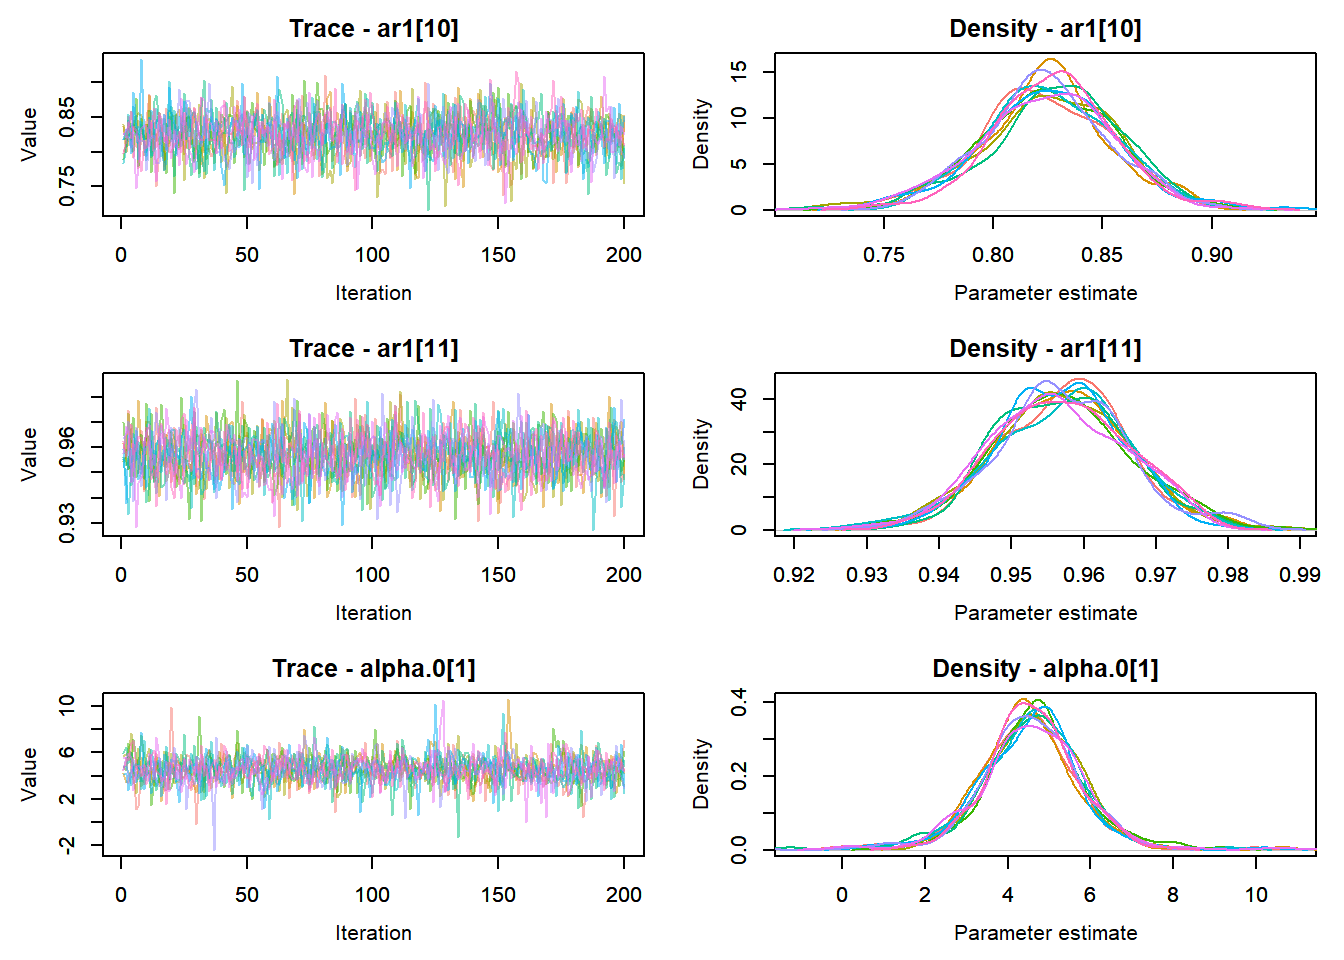 Trace - ar1[10]
Value
0.85
0.75
0 50 100 150 200
Iteration
Density - ar1[10]
Density
15
10
5
0
0.75 0.80 0.85 0.90
Parameter estimate
Trace - ar1[11]
Value
0.96
0.93
0 50 100 150 200
Iteration
Density - ar1[11]
Density
40
20
0
0.92 0.93 0.94 0.95 0.96 0.97 0.98 0.99
Parameter estimate
Trace - alpha.0[1]
Value
10
6
2
-2
0 50 100 150 200
Iteration
Density - alpha.0[1]
Density
0.4
0.2
0.0
0 2 4 6 8 10
Parameter estimate